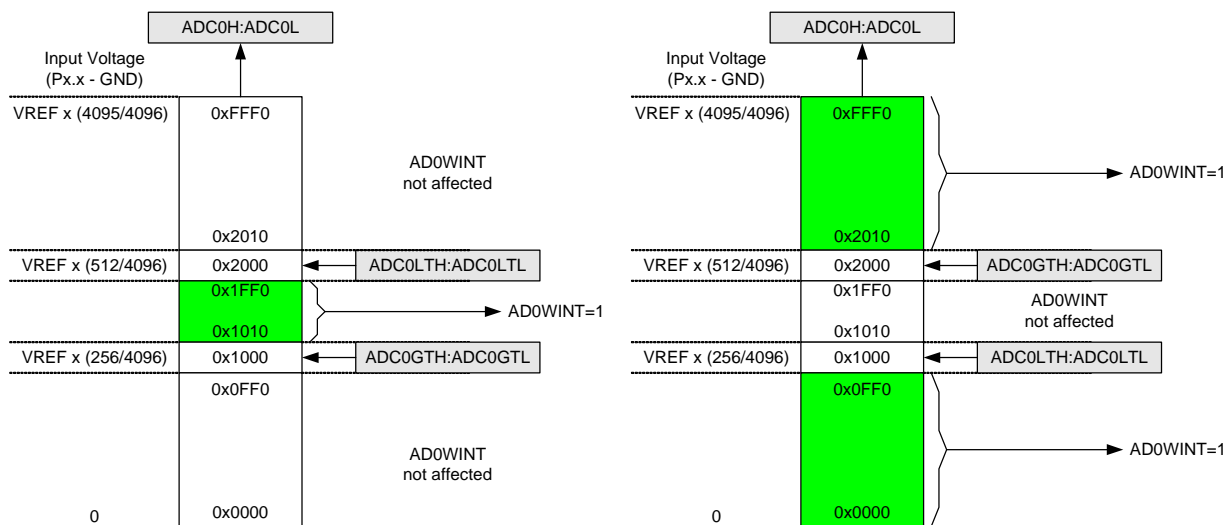 ADC0H:ADC0L
Input Voltage
(Px.x - GND)
VREF x (4095/4096)
0xFFF0
AD0WINT
not affected
0x2010
VREF x (512/4096)
0x2000
ADC0LTH:ADC0LTL
0x1FF0
AD0WINT=1
0x1010
VREF x (256/4096)
0x1000
ADC0GTH:ADC0GTL
0x0FF0
AD0WINT
not affected
0
0x0000
ADC0H:ADC0L
Input Voltage
(Px.x - GND)
VREF x (4095/4096)
0xFFF0
AD0WINT=1
0x2010
VREF x (512/4096)
0x2000
ADC0GTH:ADC0GTL
0x1FF0
AD0WINT
not affected
0x1010
VREF x (256/4096)
0x1000
ADC0LTH:ADC0LTL
0x0FF0
AD0WINT=1
0
0x0000